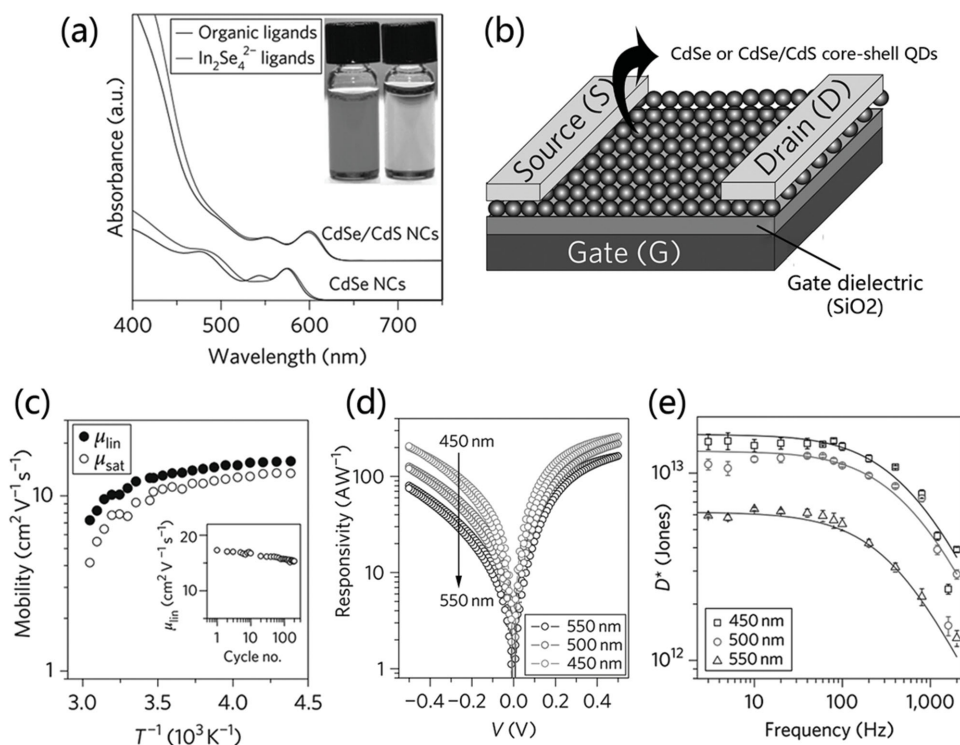 (a)
Organic ligands
In₂Se₄²⁻ ligands
CdSe/CdS NCs
CdSe NCs
Absorbance (a.u.)
400 500 600 700
Wavelength (nm)
(b)
CdSe or CdSe/CdS core-shell QDs
Source (S)
Drain (D)
Gate (G)
Gate dielectric
(SiO2)
(c)
μlin
μsat
Mobility (cm² V⁻¹ s⁻¹)
10
1
μlin (cm² V⁻¹ s⁻¹)
20
10
0
1 10 100
Cycle no.
3.0 3.5 4.0 4.5
T⁻¹ (10³ K⁻¹)
(d)
Responsivity (AW⁻¹)
100
10
1
450 nm
550 nm
550 nm
500 nm
450 nm
−0.4 −0.2 0.0 0.2 0.4
V (V)
(e)
D* (Jones)
10¹³
10¹²
450 nm
500 nm
550 nm
10 100 1,000
Frequency (Hz)